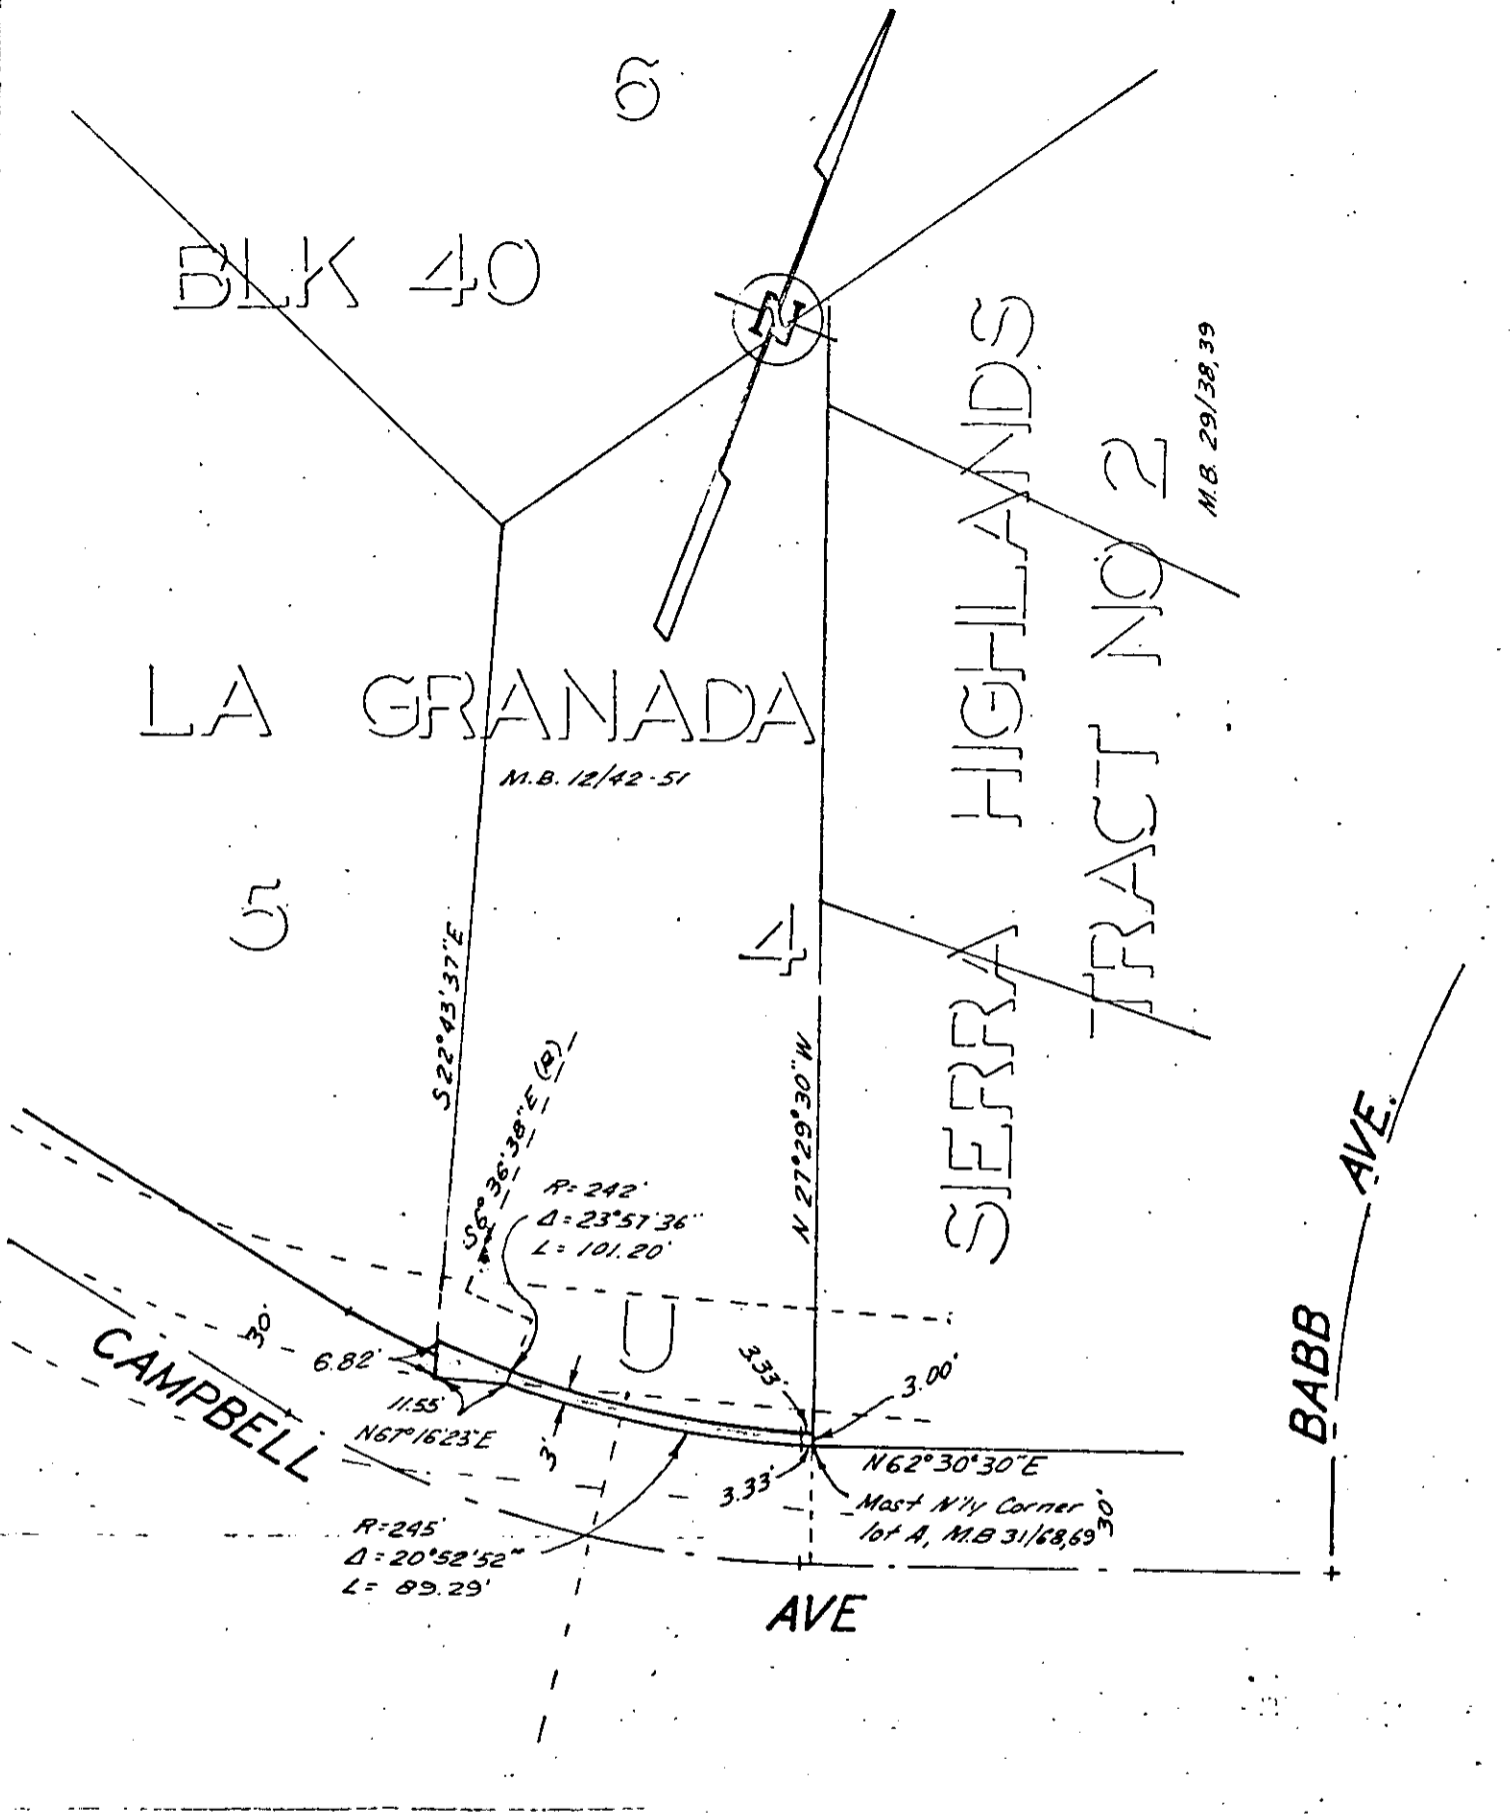 6
BLK 40
N
LA GRANADA
M.B. 12/42-51
SIERRA HIGHLANDS
TRACT NO 2
M.B. 29/38,39
5
4
S22°43'37"E
S6°36'38"E (R)
N 27°29'30"W
R=242'
Δ=23°57'36"
L=101.20'
U
30'
6.82'
11.55'
N67°16'23"E
3'
3.33'
3.00'
3.33'
N62°30'30"E
Most N'ly Corner
lot A, M.B 31/68,69
30'
R=245'
Δ=20°52'52"
L= 89.29'
CAMPBELL
AVE
BABB AVE.